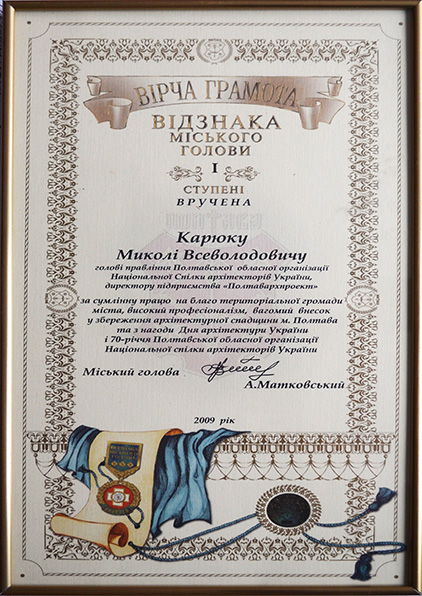 ВІРЧА ГРАМОТА
ВІДЗНАКА
МІСЬКОГО
ГОЛОВИ
I
СТУПЕНІ
ВРУЧЕНА
Карюку
Миколі Всеволодовичу
голові правління Полтавської обласної організації
Національної Спілки архітекторів України,
директору підприємства «Полтавархпроект»
за сумлінну працю на благо територіальної громади
міста, високий професіоналізм, вагомий внесок
у збереження архітектурної спадщини м. Полтава
та з нагоди Дня архітектури України
і 70-річчя Полтавської обласної організації
Національної спілки архітекторів України
Міський голова
А.Матковський
2009 рік
ВІДЗНАКА
МІСЬКОГО
ГОЛОВИ